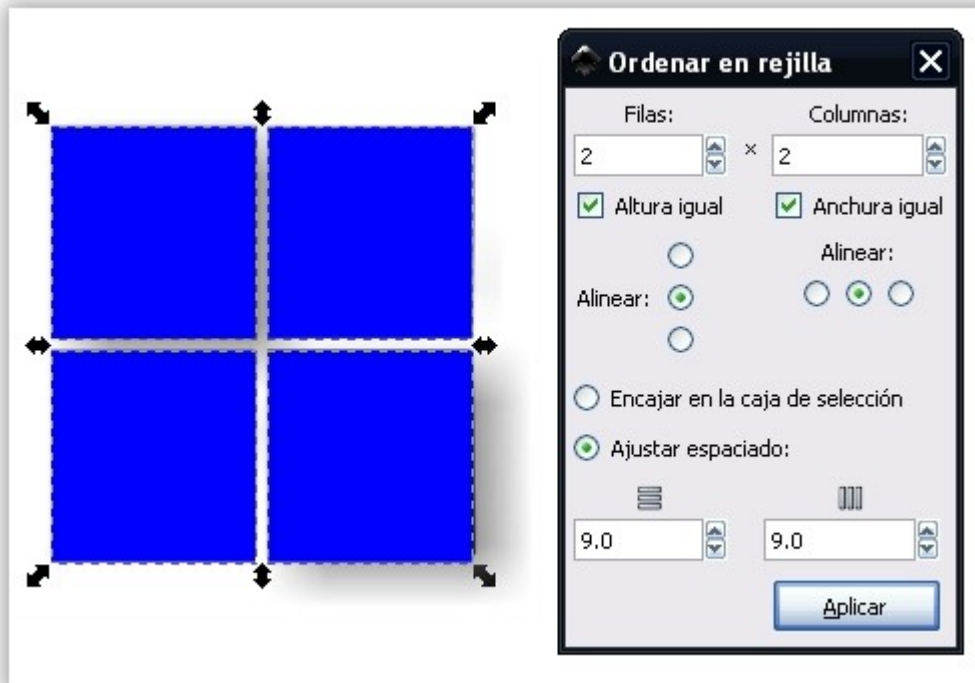 Ordenar en rejilla
Filas: Columnas:
2 × 2
Altura igual Anchura igual
Alinear:
Alinear:
Encajar en la caja de selección
Ajustar espaciado:
9.0 9.0
Aplicar